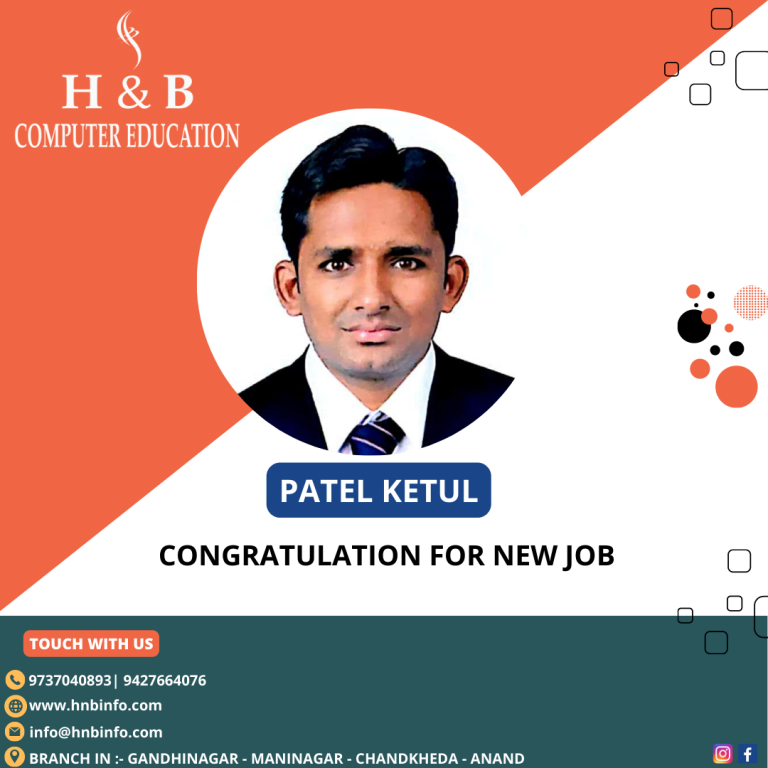 H & B
COMPUTER EDUCATION
PATEL KETUL
CONGRATULATION FOR NEW JOB
TOUCH WITH US
9737040893| 9427664076
www.hnbinfo.com
info@hnbinfo.com
BRANCH IN :- GANDHINAGAR - MANINAGAR - CHANDKHEDA - ANAND